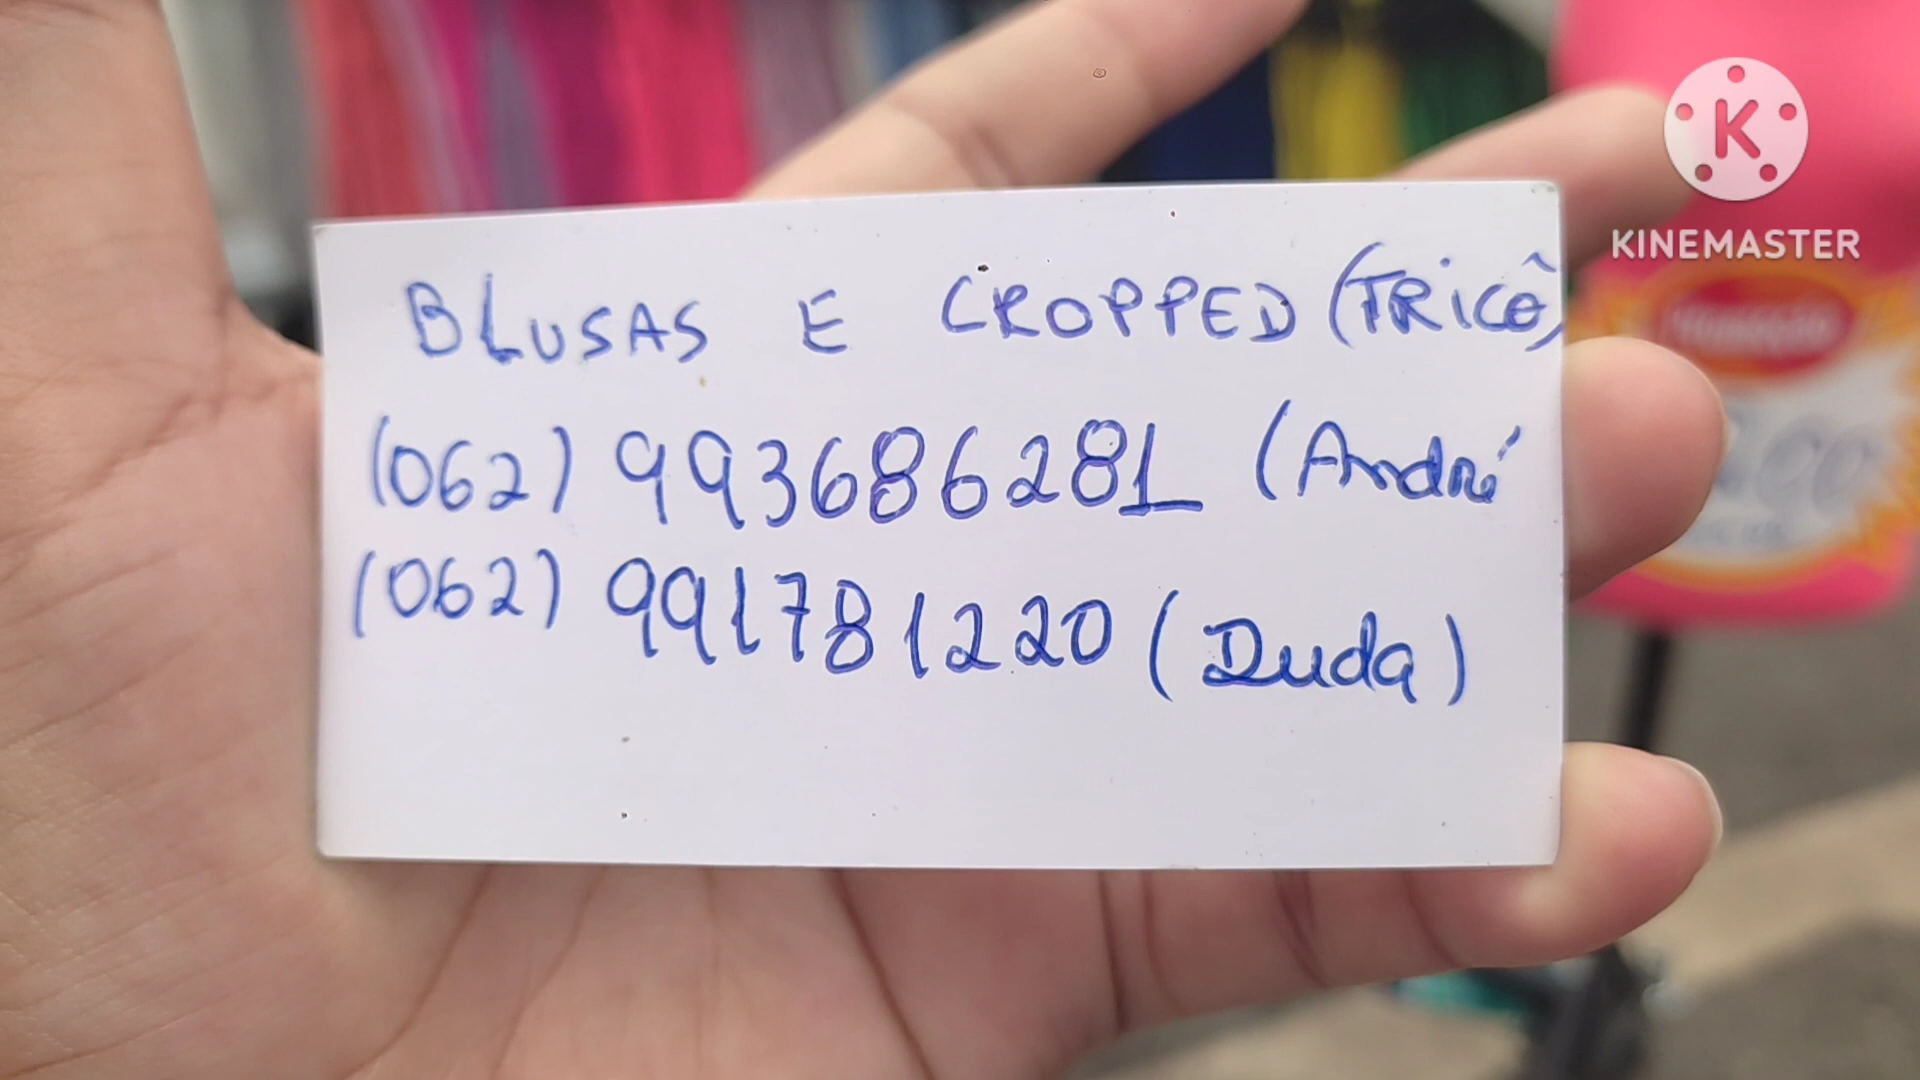 BLUSAS E CROPPED (TRICÔ)
(062) 993686281 (André
(062) 991781220 (Duda)
K
KINEMASTER